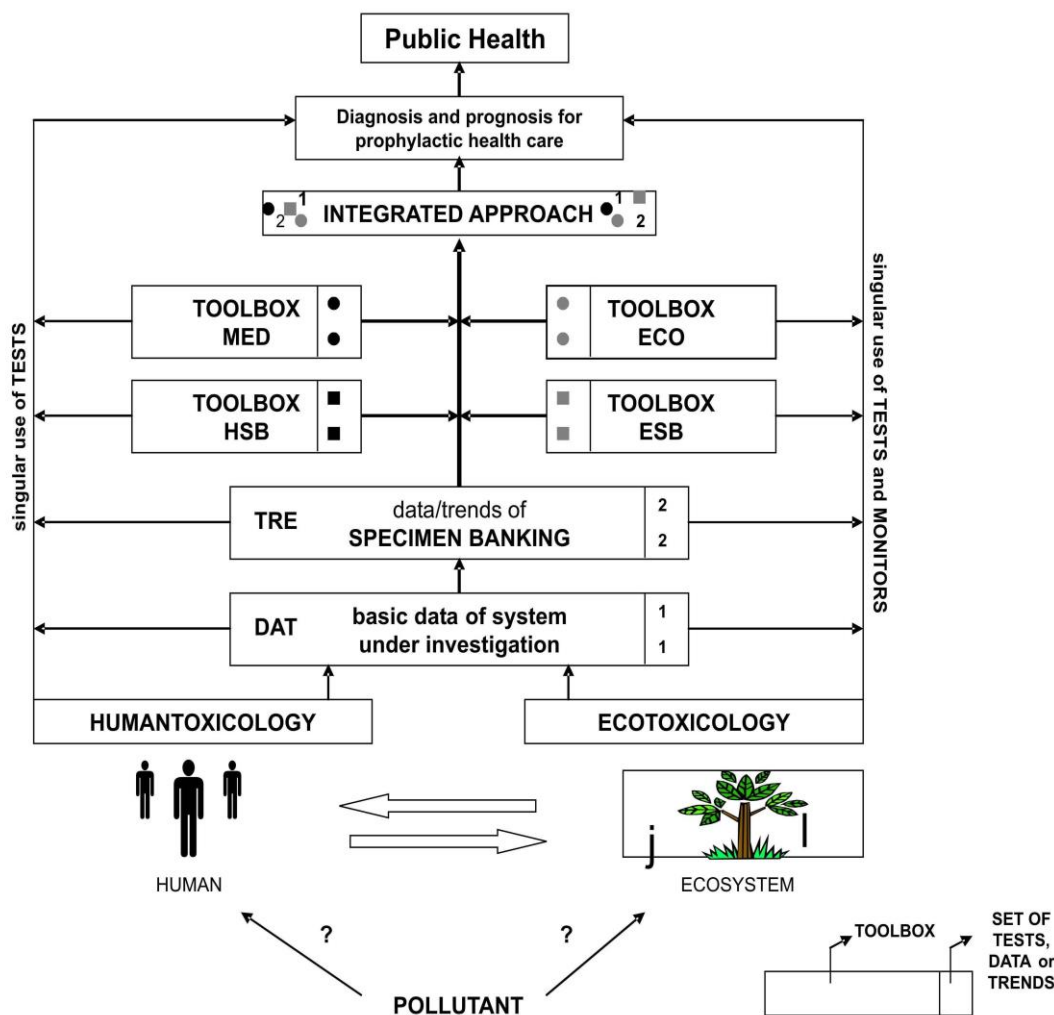 Public Health
Diagnosis and prognosis for
prophylactic health care
1
2
INTEGRATED APPROACH
1
2
singular use of TESTS
singular use of TESTS and MONITORS
TOOLBOX
MED
TOOLBOX
ECO
TOOLBOX
HSB
TOOLBOX
ESB
TRE
data/trends of
SPECIMEN BANKING
2
2
DAT
basic data of system
under investigation
1
1
HUMANTOXICOLOGY
ECOTOXICOLOGY
j
l
HUMAN
ECOSYSTEM
?
?
POLLUTANT
TOOLBOX
SET OF
TESTS,
DATA or
TRENDS